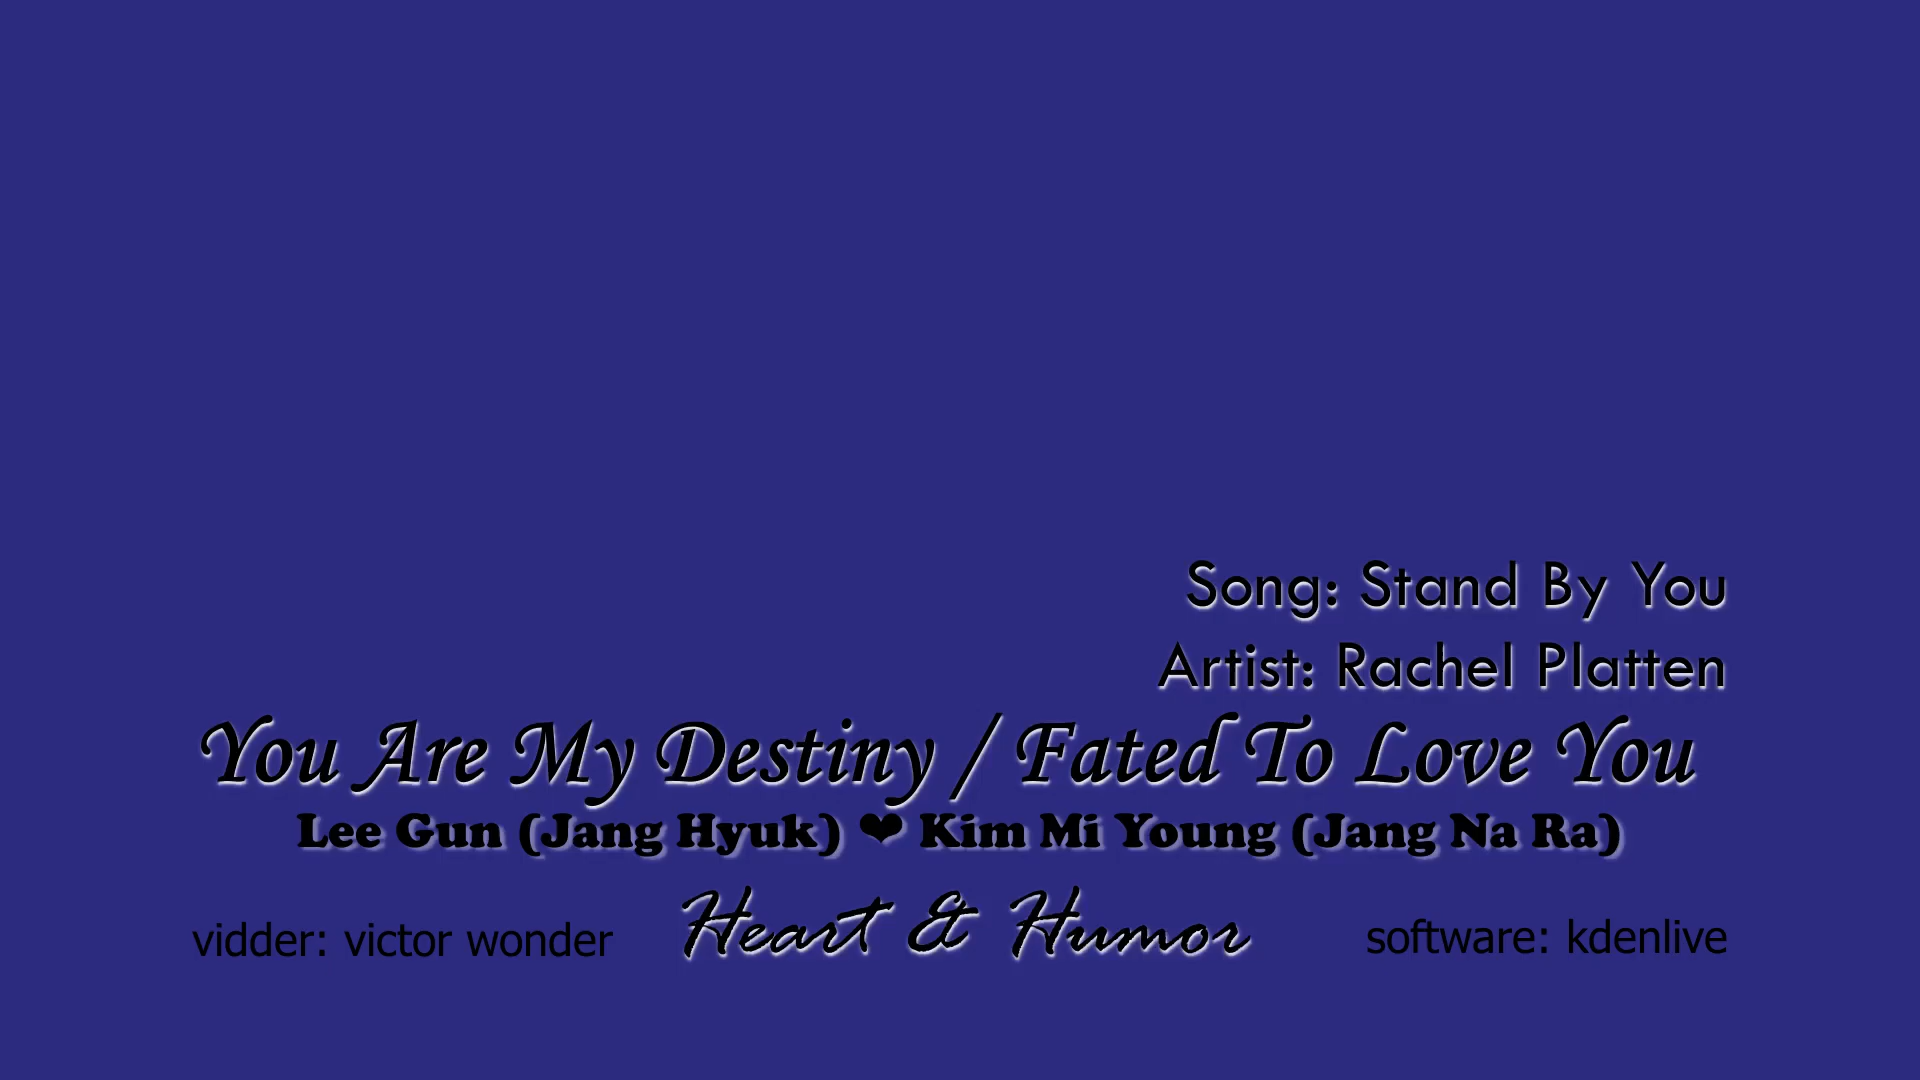 Song: Stand By You
Artist: Rachel Platten
You Are My Destiny / Fated To Love You
Lee Gun (Jang Hyuk) ❤ Kim Mi Young (Jang Na Ra)
vidder: victor wonder Heart & Humor software: kdenlive